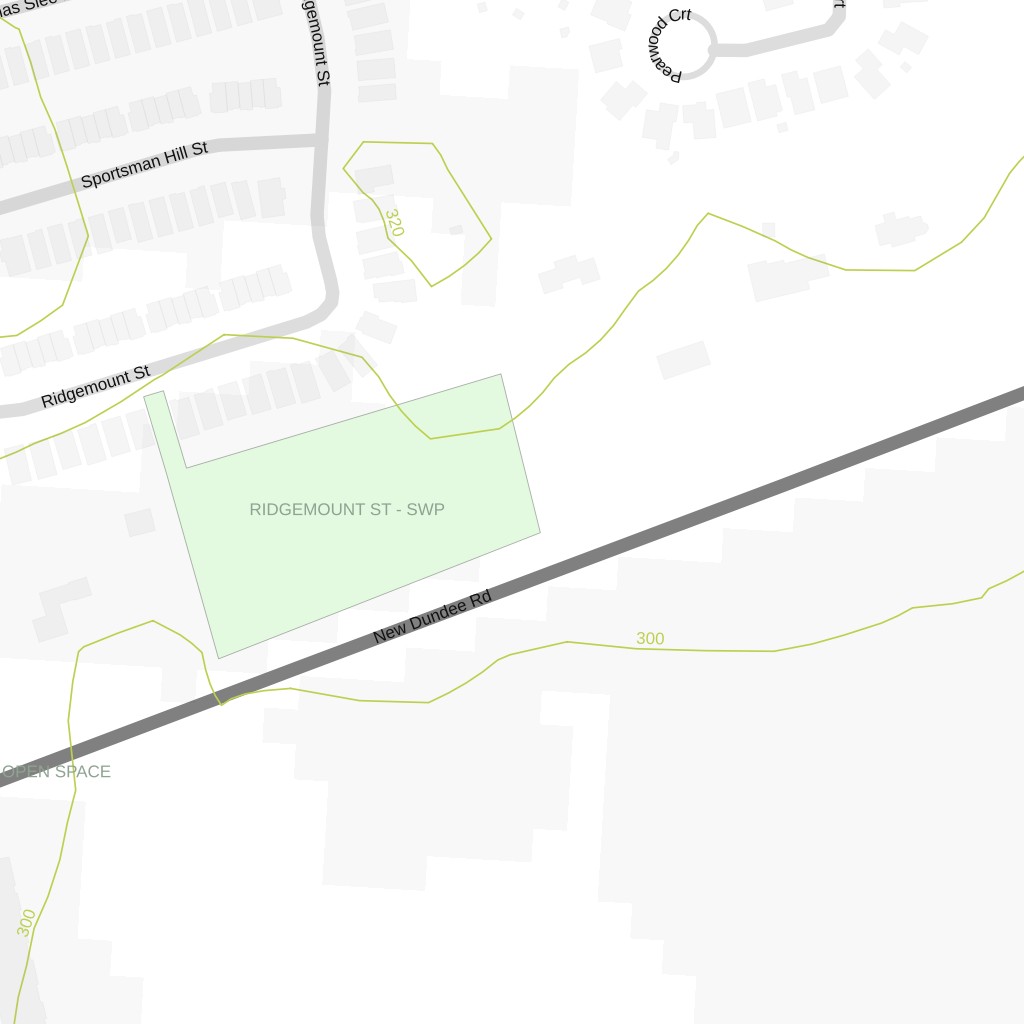 Pearwood Crt
Sportsman Hill St
320
Ridgemount St
RIDGEMOUNT ST - SWP
New Dundee Rd
300
OPEN SPACE
300